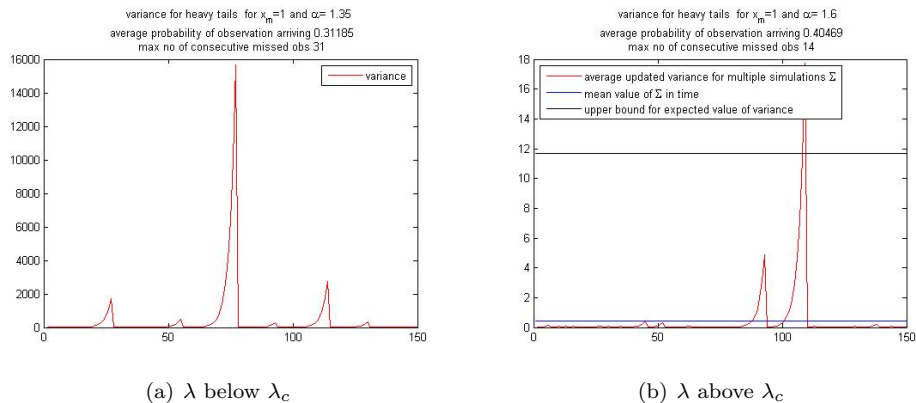 variance for heavy tails for x_m=1 and α= 1.35
average probability of observation arriving 0.31185
max no of consecutive missed obs 31
16000
14000
12000
10000
8000
6000
4000
2000
0
0 50 100 150
variance
(a) λ below λ_c
variance for heavy tails for x_m=1 and α= 1.6
average probability of observation arriving 0.40469
max no of consecutive missed obs 14
18
16
14
12
10
8
6
4
2
0
0 50 100 150
average updated variance for multiple simulations Σ
mean value of Σ in time
upper bound for expected value of variance
(b) λ above λ_c